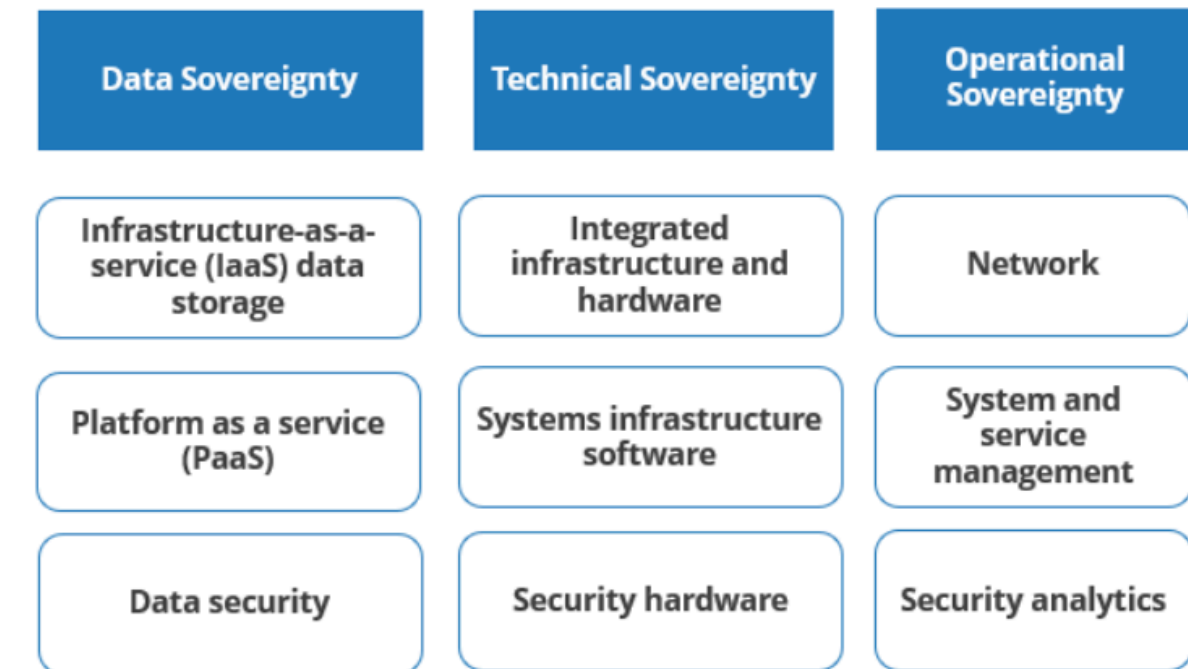 Data Sovereignty
Technical Sovereignty
Operational
Sovereignty
Infrastructure-as-a-
service (IaaS) data
storage
Integrated
infrastructure and
hardware
Network
Platform as a service
(PaaS)
Systems infrastructure
software
System and
service
management
Data security
Security hardware
Security analytics